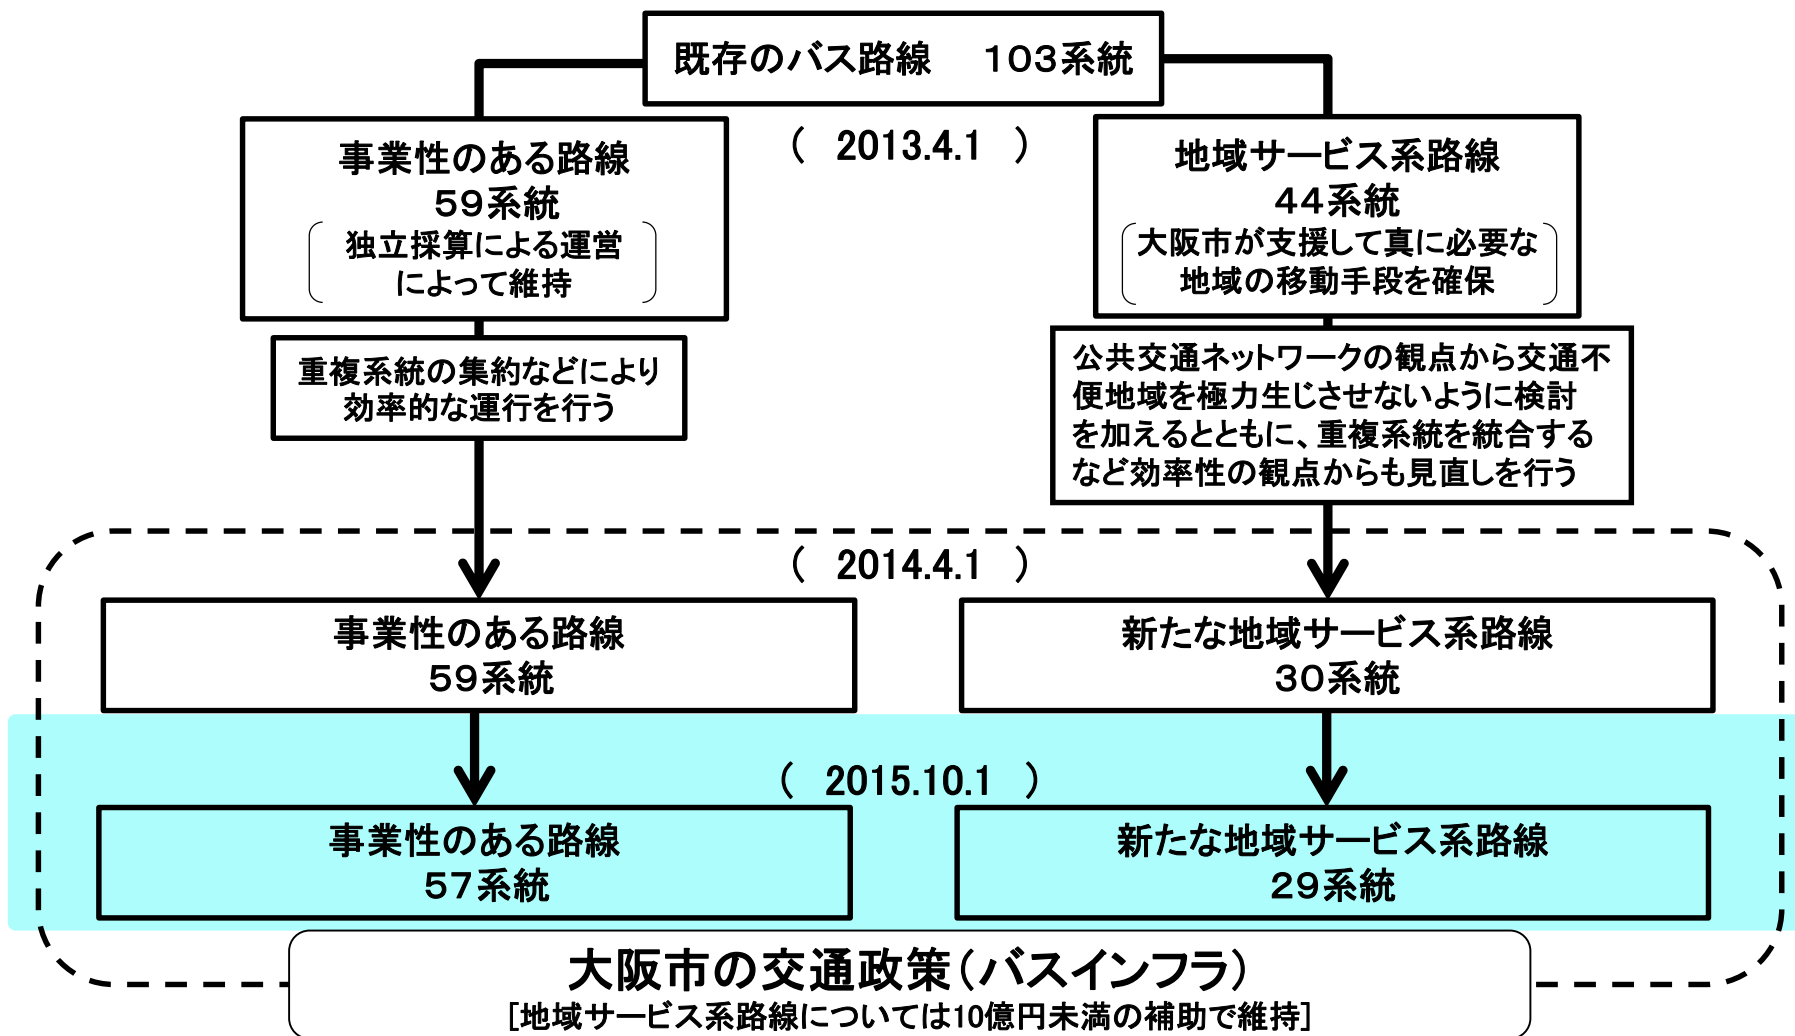 既存のバス路線　103系統
（　2013.4.1　）
事業性のある路線
59系統
独立採算による運営
によって維持
地域サービス系路線
44系統
大阪市が支援して真に必要な
地域の移動手段を確保
重複系統の集約などにより
効率的な運行を行う
公共交通ネットワークの観点から交通不
便地域を極力生じさせないように検討
を加えるとともに、重複系統を統合する
など効率性の観点からも見直しを行う
（　2014.4.1　）
事業性のある路線
59系統
新たな地域サービス系路線
30系統
（　2015.10.1　）
事業性のある路線
57系統
新たな地域サービス系路線
29系統
大阪市の交通政策（バスインフラ）
[地域サービス系路線については10億円未満の補助で維持]